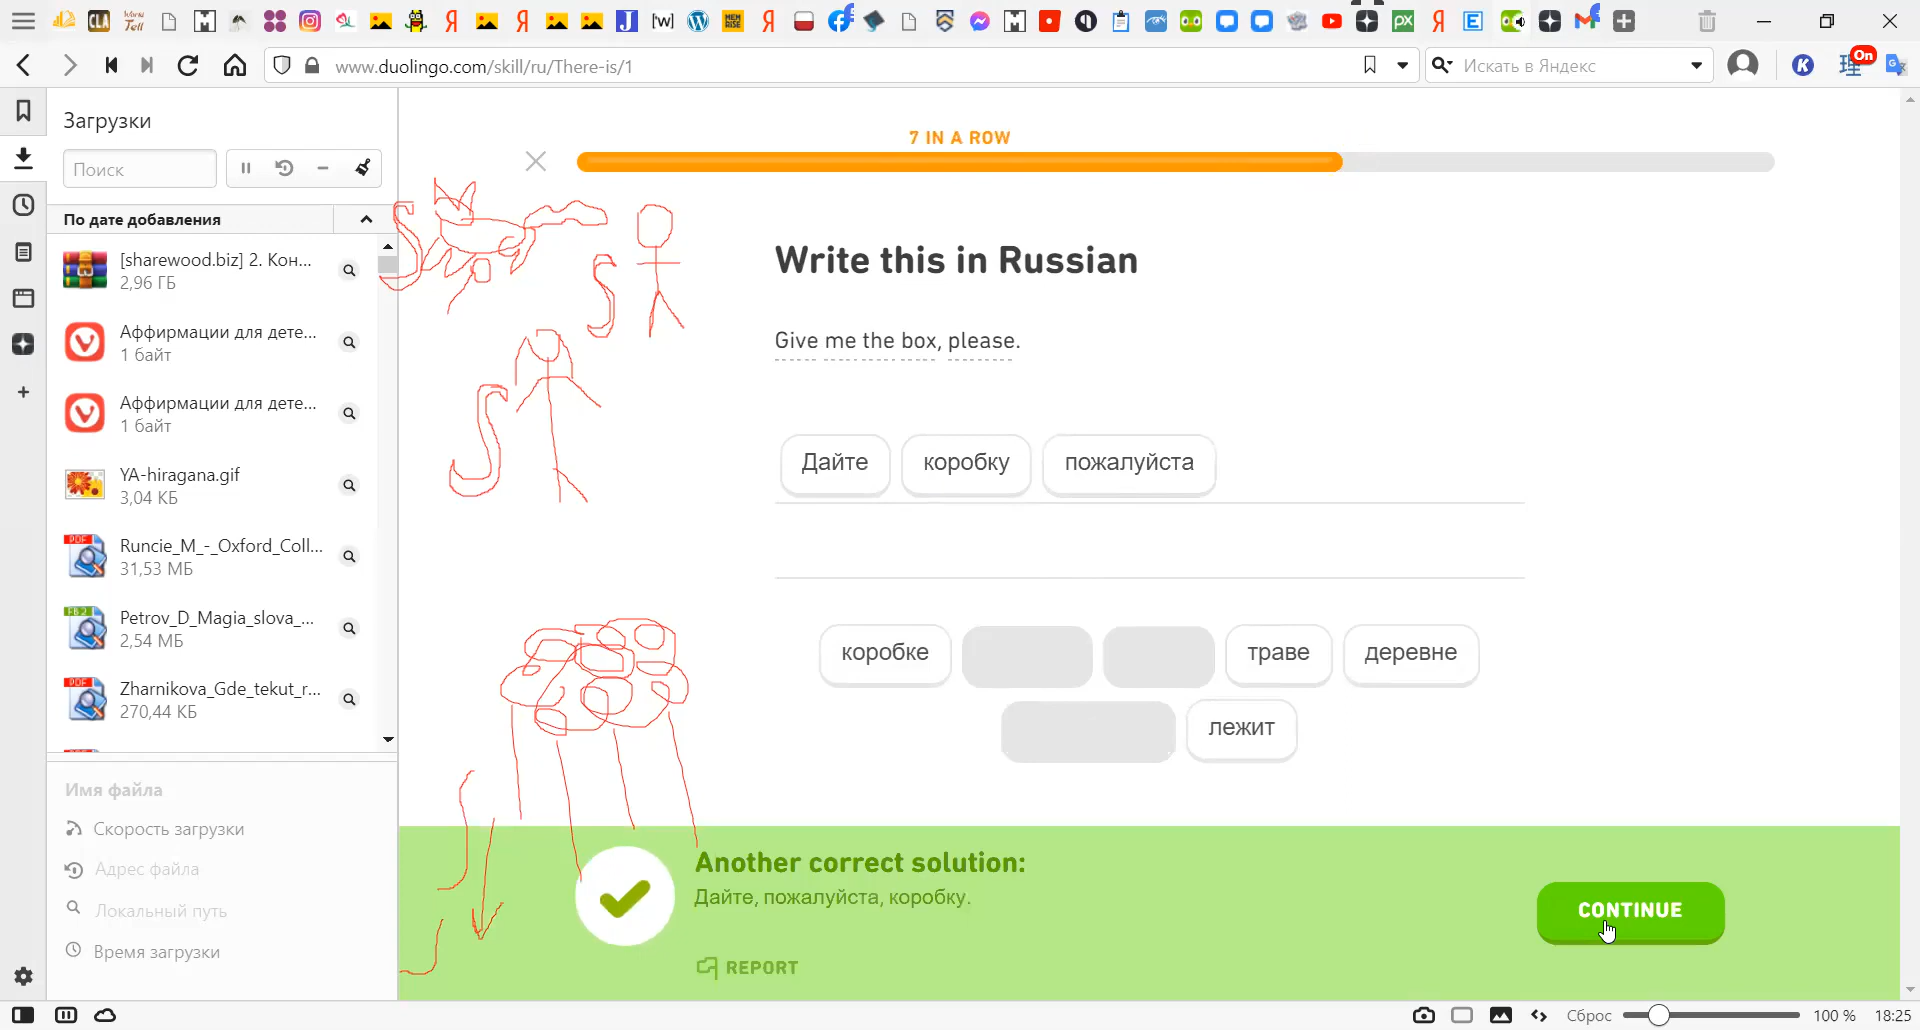 www.duolingo.com/skill/ru/There-is/1
Искать в Яндекс
On
Загрузки
Поиск
По дате добавления
[sharewood.biz] 2. Кон...
2,96 ГБ
Аффирмации для дете...
1 байт
Аффирмации для дете...
1 байт
YA-hiragana.gif
3,04 КБ
Runcie_M_-_Oxford_Coll...
31,53 МБ
Petrov_D_Magia_slova_...
2,54 МБ
Zharnikova_Gde_tekut_r...
270,44 КБ
Имя файла
Скорость загрузки
Адрес файла
Локальный путь
Время загрузки
7 IN A ROW
Write this in Russian
Give me the box, please.
Дайте коробку пожалуйста
коробке траве деревне
лежит
Another correct solution:
Дайте, пожалуйста, коробку.
REPORT
CONTINUE
Сброс 100 % 18:25